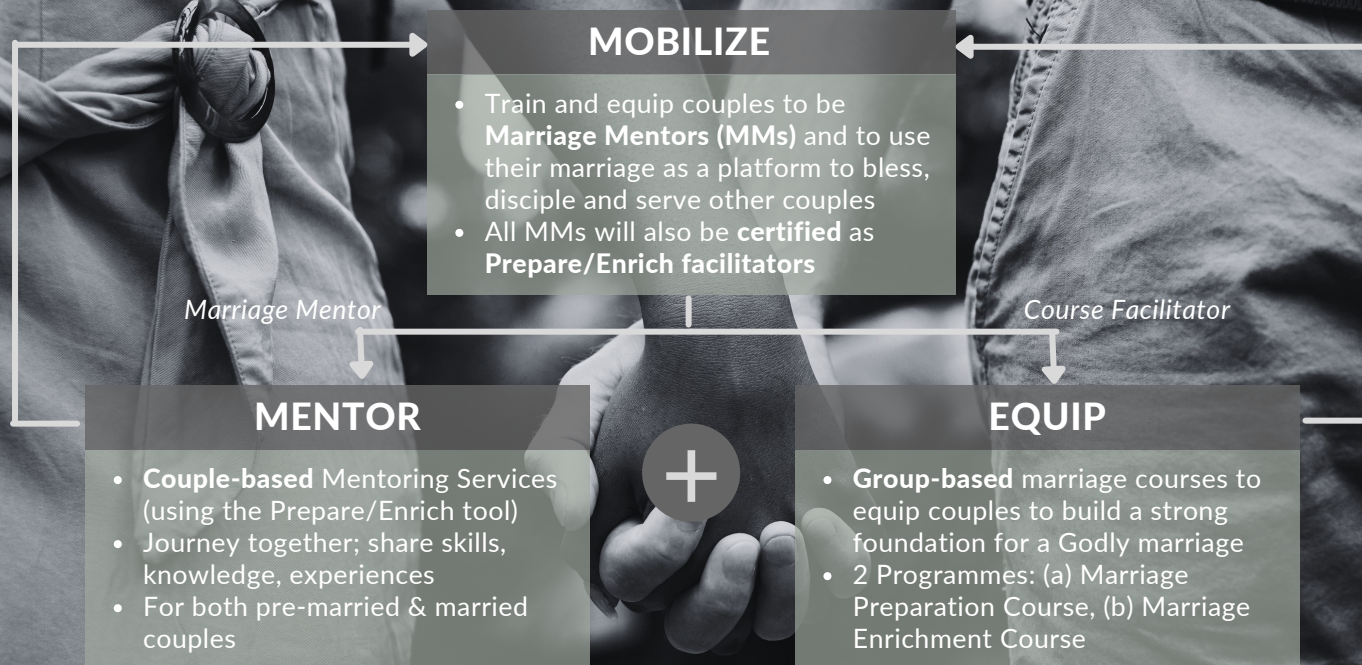 MOBILIZE
• Train and equip couples to be
Marriage Mentors (MMs) and to use
their marriage as a platform to bless,
disciple and serve other couples
• All MMs will also be certified as
Prepare/Enrich facilitators
Marriage Mentor
Course Facilitator
MENTOR
• Couple-based Mentoring Services
(using the Prepare/Enrich tool)
• Journey together; share skills,
knowledge, experiences
• For both pre-married & married
couples
+
EQUIP
• Group-based marriage courses to
equip couples to build a strong
foundation for a Godly marriage
• 2 Programmes: (a) Marriage
Preparation Course, (b) Marriage
Enrichment Course